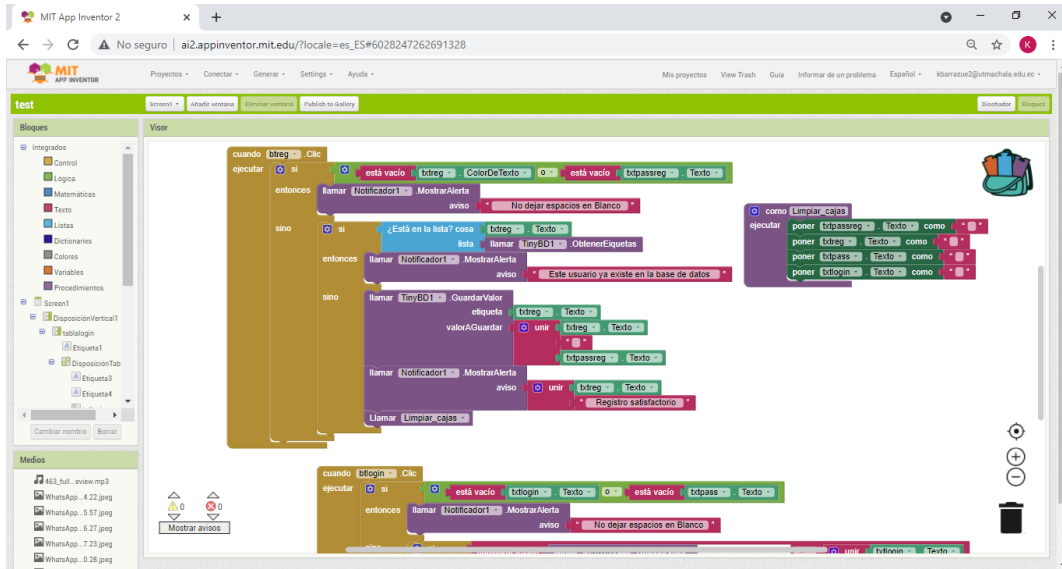 MIT App Inventor 2
No seguro | ai2.appinventor.mit.edu/?locale=es_ES#6028247262691328
K
MIT
APP INVENTOR
Proyectos Conectar Generar Settings Ayuda
Mis proyectos View Trash Guía Informar de un problema Español kbarrazue2@utmachala.edu.ec
test
Screen1 Añadir ventana Eliminar ventana Publish to Gallery
Diseñador Bloques
Bloques
Visor
Integrados
Control
Lógica
Matemáticas
Texto
Listas
Dictionaries
Colores
Variables
Procedimientos
Screen1
DisposiciónVertical1
tablalogin
Etiqueta1
DisposiciónTab
Etiqueta3
Etiqueta4
Cambiar nombre Borrar
Medios
463_full...eview.mp3
WhatsApp...4.22.jpeg
WhatsApp...5.57.jpeg
WhatsApp...6.27.jpeg
WhatsApp...7.23.jpeg
WhatsApp...0.28.jpeg
cuando btreg .Clic
ejecutar si está vacío txtreg . ColorDeTexto o está vacío txtpassreg . Texto
entonces llamar Notificador1 .MostrarAlerta
aviso " No dejar espacios en Blanco "
sino si ¿Está en la lista? cosa txtreg . Texto
lista llamar TinyBD1 .ObtenerEtiquetas
entonces llamar Notificador1 .MostrarAlerta
aviso " Este usuario ya existe en la base de datos "
sino llamar TinyBD1 .GuardarValor
etiqueta txtreg . Texto
valorAGuardar unir txtreg . Texto
" "
txtpassreg . Texto
llamar Notificador1 .MostrarAlerta
aviso unir txtreg . Texto
" Registro satisfactorio "
Llamar Limpiar_cajas
como Limpiar_cajas
ejecutar poner txtpassreg . Texto como " "
poner txtreg . Texto como " "
poner txtpass . Texto como " "
poner txtlogin . Texto como " "
cuando btlogin .Clic
ejecutar si está vacío txtlogin . Texto o está vacío txtpass . Texto
entonces llamar Notificador1 .MostrarAlerta
aviso " No dejar espacios en Blanco "
unir txtlogin . Texto
0 0
Mostrar avisos